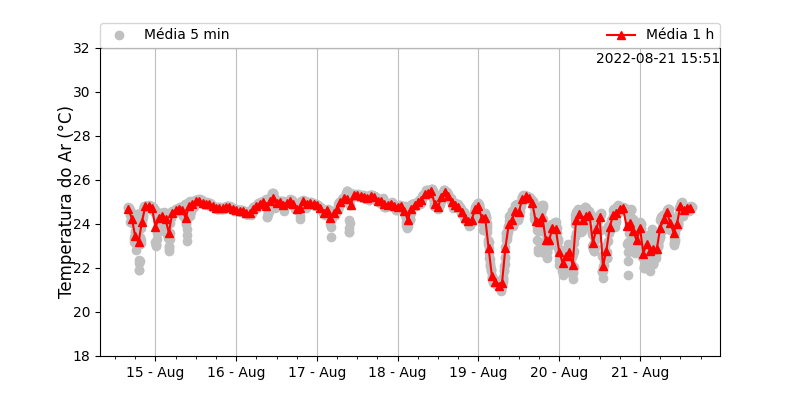 Média 5 min
Média 1 h
2022-08-21 15:51
Temperatura do Ar (°C)
32
30
28
26
24
22
20
18
15 - Aug
16 - Aug
17 - Aug
18 - Aug
19 - Aug
20 - Aug
21 - Aug